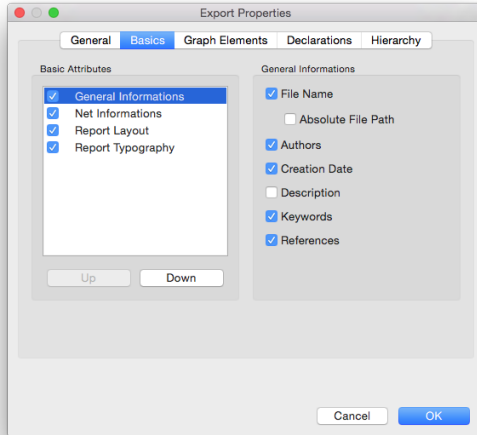 Export Properties
General Basics Graph Elements Declarations Hierarchy
Basic Attributes
General Informations
Net Informations
Report Layout
Report Typography
Up Down
General Informations
File Name
Absolute File Path
Authors
Creation Date
Description
Keywords
References
Cancel OK